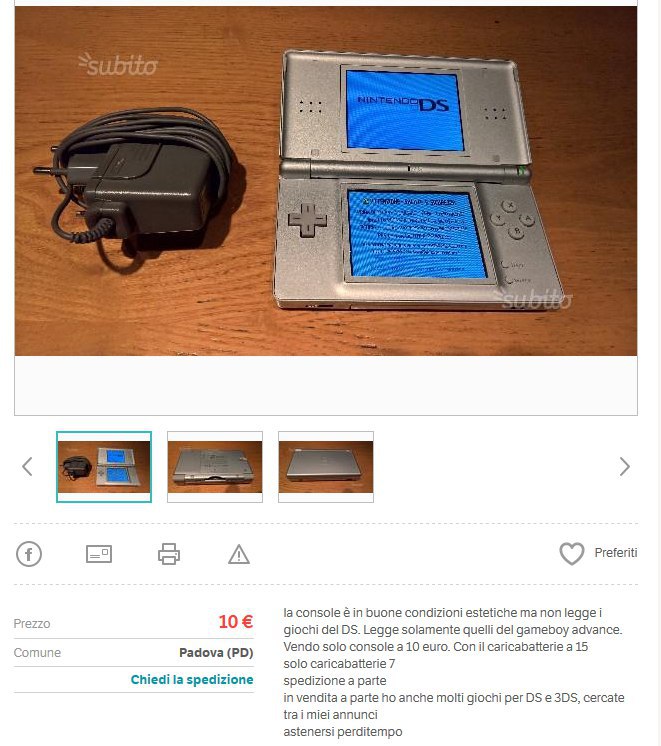 subito
NINTENDO DS
X
Y
A
B
subito
Preferiti
Prezzo
10 €
Comune
Padova (PD)
Chiedi la spedizione
la console è in buone condizioni estetiche ma non legge i
giochi del DS. Legge solamente quelli del gameboy advance.
Vendo solo console a 10 euro. Con il caricabatterie a 15
solo caricabatterie 7
spedizione a parte
in vendita a parte ho anche molti giochi per DS e 3DS, cercate
tra i miei annunci
astenersi perditempo